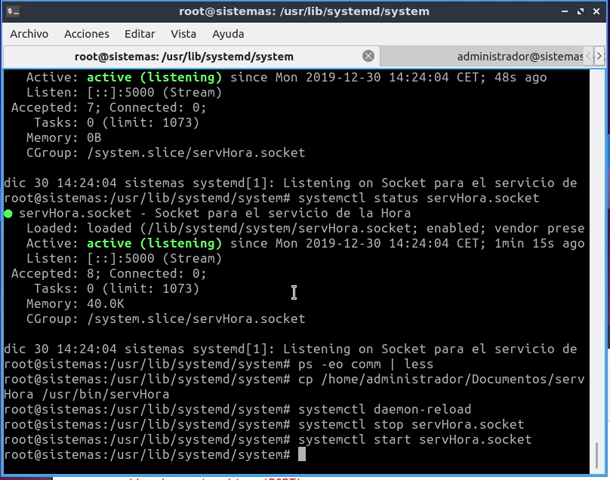 root@sistemas: /usr/lib/systemd/system
Archivo Acciones Editar Vista Ayuda
root@sistemas: /usr/lib/systemd/system administrador@sistemas
Active: active (listening) since Mon 2019-12-30 14:24:04 CET; 48s ago
Listen: [::]:5000 (Stream)
Accepted: 7; Connected: 0;
Tasks: 0 (limit: 1073)
Memory: 0B
CGroup: /system.slice/servHora.socket
dic 30 14:24:04 sistemas systemd[1]: Listening on Socket para el servicio de
root@sistemas:/usr/lib/systemd/system# systemctl status servHora.socket
● servHora.socket - Socket para el servicio de la Hora
Loaded: loaded (/lib/systemd/system/servHora.socket; enabled; vendor prese
Active: active (listening) since Mon 2019-12-30 14:24:04 CET; 1min 15s ago
Listen: [::]:5000 (Stream)
Accepted: 8; Connected: 0;
Tasks: 0 (limit: 1073)
Memory: 40.0K
CGroup: /system.slice/servHora.socket
dic 30 14:24:04 sistemas systemd[1]: Listening on Socket para el servicio de
root@sistemas:/usr/lib/systemd/system# ps -eo comm | less
root@sistemas:/usr/lib/systemd/system# cp /home/administrador/Documentos/serv
Hora /usr/bin/servHora
root@sistemas:/usr/lib/systemd/system# systemctl daemon-reload
root@sistemas:/usr/lib/systemd/system# systemctl stop servHora.socket
root@sistemas:/usr/lib/systemd/system# systemctl start servHora.socket
root@sistemas:/usr/lib/systemd/system#